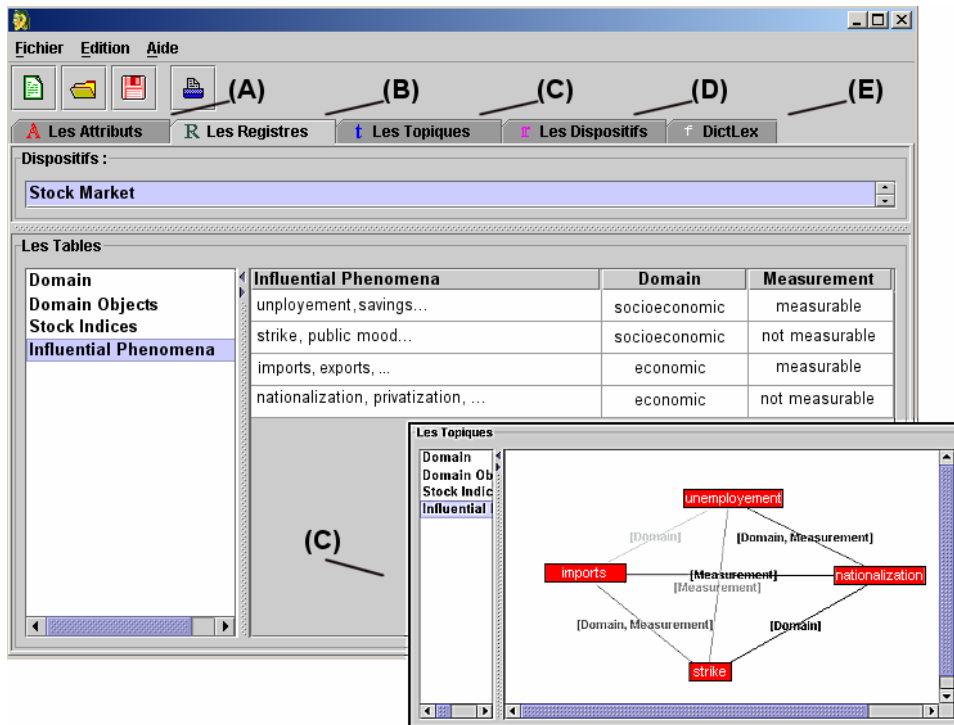 Fichier Edition Aide
(A) (B) (C) (D) (E)
A Les Attributs R Les Registres t Les Topiques r Les Dispositifs f DictLex
Dispositifs :
Stock Market
Les Tables
Domain
Domain Objects
Stock Indices
Influential Phenomena
Influential Phenomena Domain Measurement
unployement,savings... socioeconomic measurable
strike, public mood... socioeconomic not measurable
imports, exports, ... economic measurable
nationalization, privatization, ... economic not measurable
(C)
Les Topiques
Domain
Domain Ob
Stock Indic
Influential I
unemployement
[Domain] [Domain, Measurement]
imports [Measurement] nationalization
[Measurement]
[Domain, Measurement] [Domain]
strike